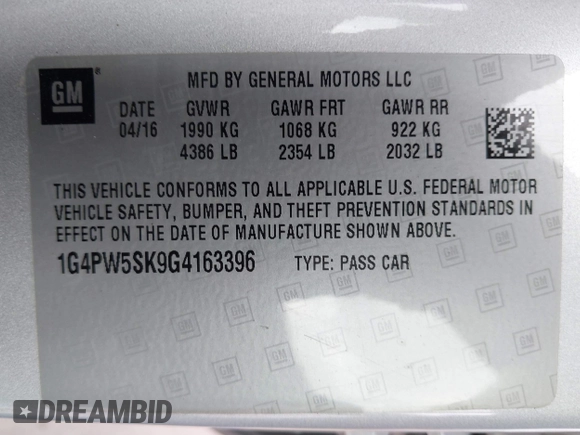 GM
MFD BY GENERAL MOTORS LLC
DATE GVWR GAWR FRT GAWR RR
04/16 1990 KG 1068 KG 922 KG
4386 LB 2354 LB 2032 LB
THIS VEHICLE CONFORMS TO ALL APPLICABLE U.S. FEDERAL MOTOR
VEHICLE SAFETY, BUMPER, AND THEFT PREVENTION STANDARDS IN
EFFECT ON THE DATE OF MANUFACTURE SHOWN ABOVE.
1G4PW5SK9G4163396 TYPE: PASS CAR
DREAMBID